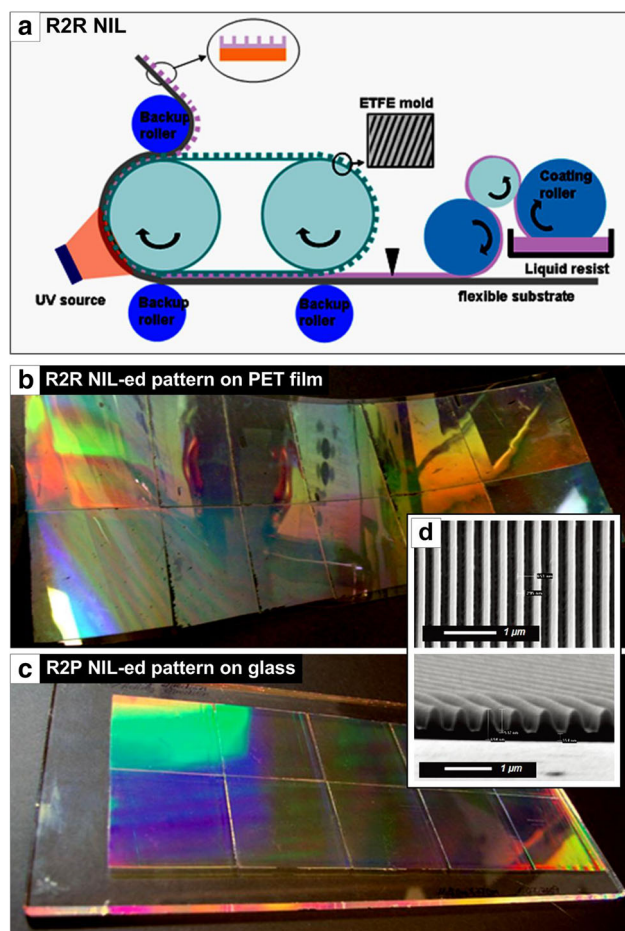 a R2R NIL
Backup
roller
ETFE mold
Coating
roller
Liquid resist
UV source
Backup
roller
Backup
roller
flexible substrate
b R2R NIL-ed pattern on PET film
d
1 µm
c R2P NIL-ed pattern on glass
1 µm